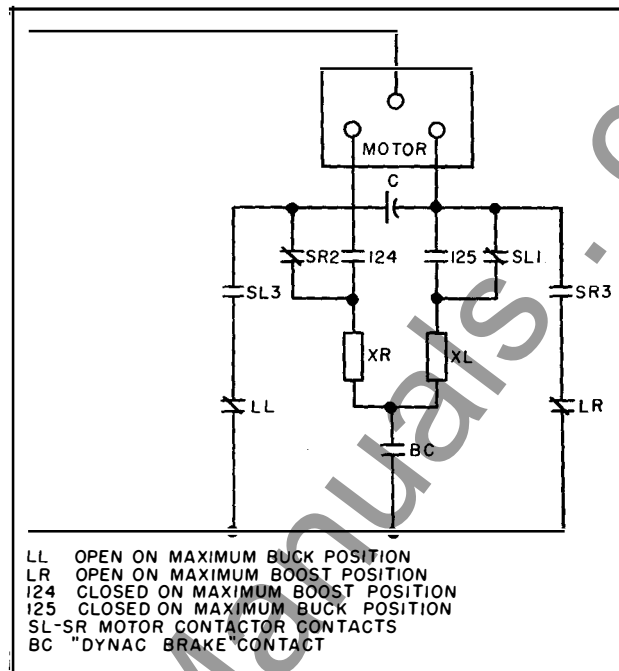 MOTOR
C
SR2 124 125 SL1
SL3 SR3
XR XL
LL LR
BC
LL OPEN ON MAXIMUM BUCK POSITION
LR OPEN ON MAXIMUM BOOST POSITION
124 CLOSED ON MAXIMUM BOOST POSITION
125 CLOSED ON MAXIMUM BUCK POSITION
SL-SR MOTOR CONTACTOR CONTACTS
BC "DYNAC BRAKE" CONTACT
Manuals . c